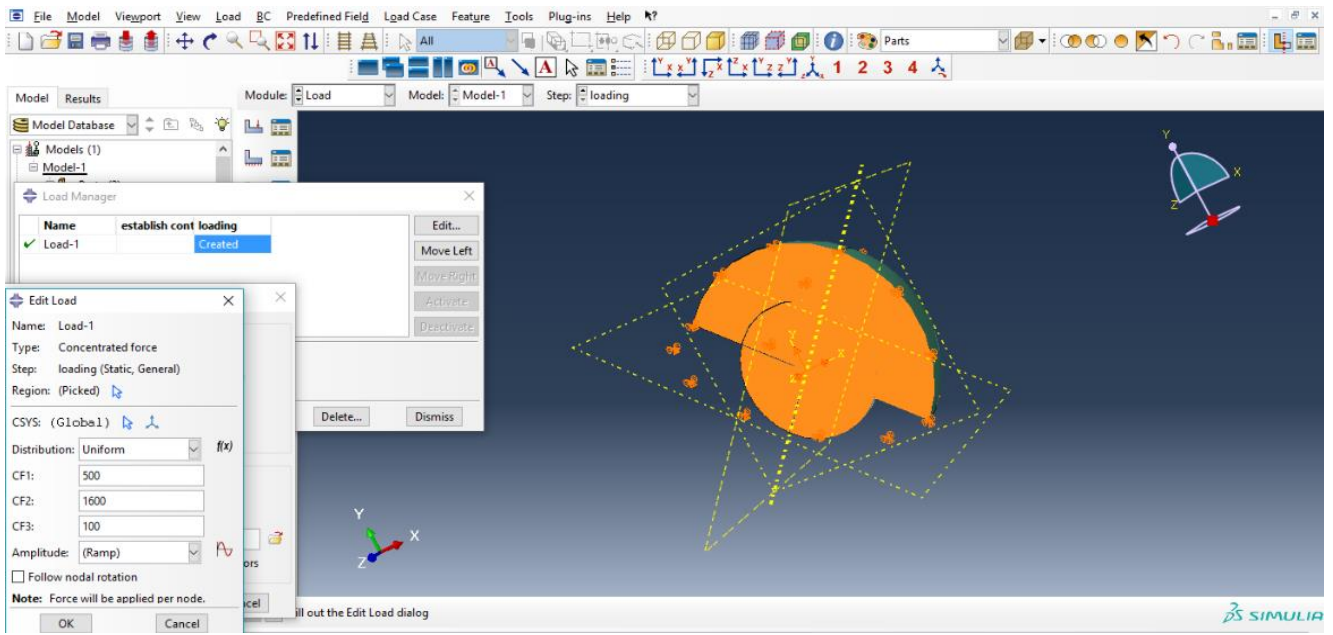 File Model Viewport View Load BC Predefined Field Load Case Feature Tools Plug-ins Help
All Parts
1 2 3 4
Model Results Module: Load Model: Model-1 Step: loading
Model Database
Models (1)
Model-1
Load Manager
Name establish cont loading
Load-1 Created
Edit...
Move Left
Move Right
Activate
Deactivate
Delete... Dismiss
Edit Load
Name: Load-1
Type: Concentrated force
Step: loading (Static, General)
Region: (Picked)
CSYS: (Global)
Distribution: Uniform f(x)
CF1: 500
CF2: 1600
CF3: 100
Amplitude: (Ramp)
Follow nodal rotation
Note: Force will be applied per node.
OK Cancel
ors
cel
ill out the Edit Load dialog
Y
X
Z
Y
X
Z
SIMULIA